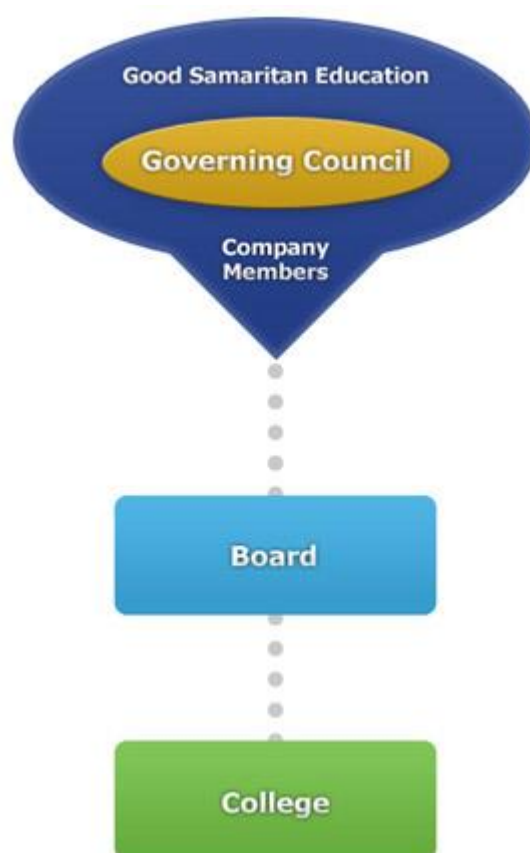 Good Samaritan Education
Governing Council
Company
Members
Board
College